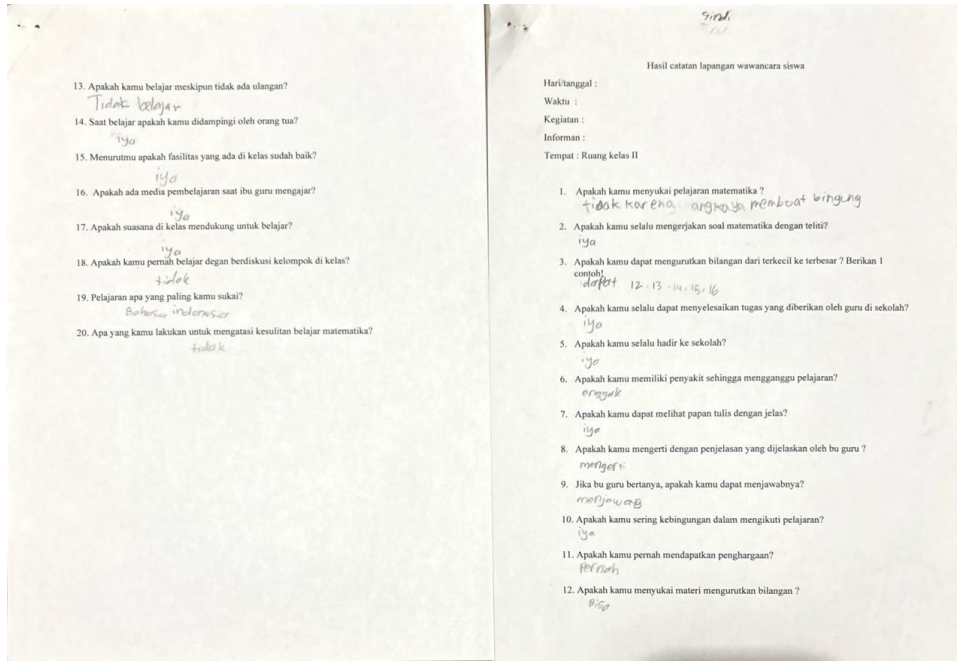 13. Apakah kamu belajar meskipun tidak ada ulangan?
Tidak belajar
14. Saat belajar apakah kamu didampingi oleh orang tua?
iya
15. Menurutmu apakah fasilitas yang ada di kelas sudah baik?
iya
16. Apakah ada media pembelajaran saat ibu guru mengajar?
iya
17. Apakah suasana di kelas mendukung untuk belajar?
iya
18. Apakah kamu pernah belajar degan berdiskusi kelompok di kelas?
tidak
19. Pelajaran apa yang paling kamu sukai?
Bahasa indonesia
20. Apa yang kamu lakukan untuk mengatasi kesulitan belajar matematika?
tidak
Hasil catatan lapangan wawancara siswa
Hari/tanggal :
Waktu :
Kegiatan :
Informan :
Tempat : Ruang kelas II
1. Apakah kamu menyukai pelajaran matematika ?
tidak karena angkaya membuat bingung
2. Apakah kamu selalu mengerjakan soal matematika dengan teliti?
iya
3. Apakah kamu dapat mengurutkan bilangan dari terkecil ke terbesar ? Berikan 1
contoh!
dapat 12 . 13 . 14 . 15 . 16
4. Apakah kamu selalu dapat menyelesaikan tugas yang diberikan oleh guru di sekolah?
iya
5. Apakah kamu selalu hadir ke sekolah?
iya
6. Apakah kamu memiliki penyakit sehingga mengganggu pelajaran?
7. Apakah kamu dapat melihat papan tulis dengan jelas?
iya
8. Apakah kamu mengerti dengan penjelasan yang dijelaskan oleh bu guru ?
mengerti
9. Jika bu guru bertanya, apakah kamu dapat menjawabnya?
menjawab
10. Apakah kamu sering kebingungan dalam mengikuti pelajaran?
iya
11. Apakah kamu pernah mendapatkan penghargaan?
Pernah
12. Apakah kamu menyukai materi mengurutkan bilangan ?